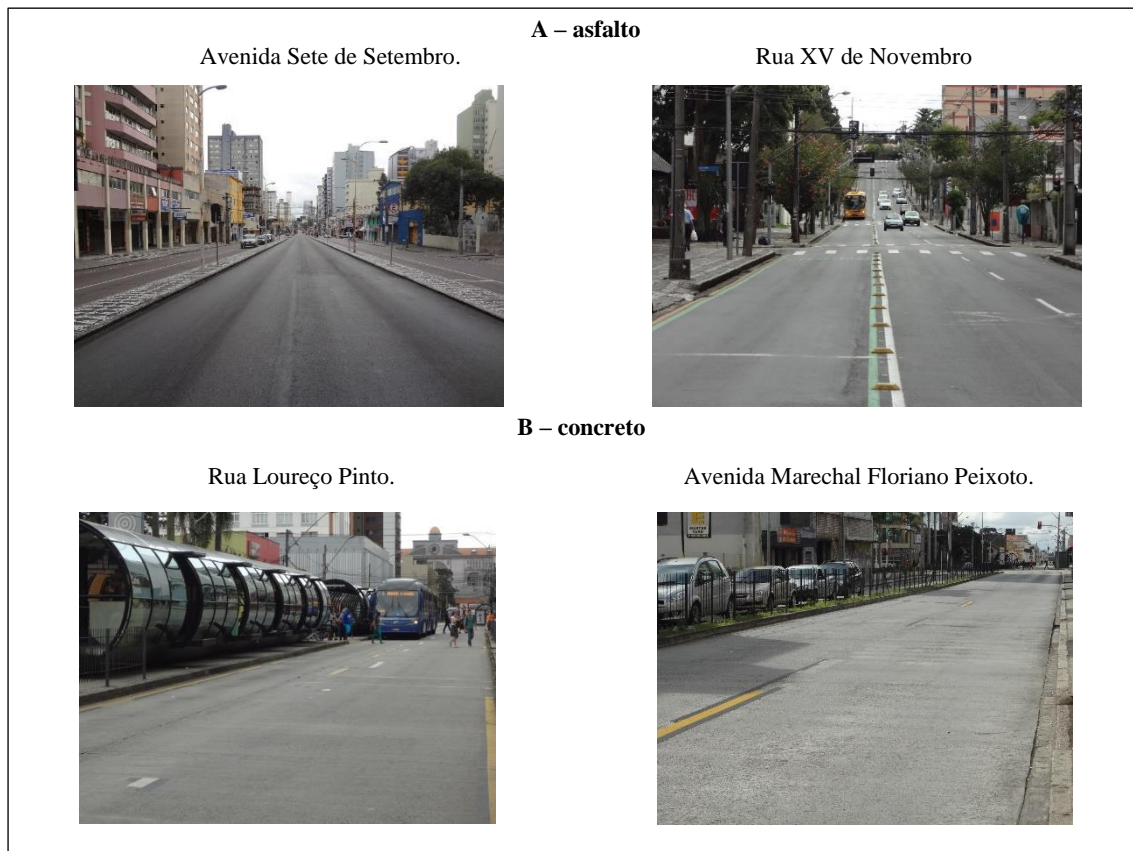 A – asfalto
Avenida Sete de Setembro.
Rua XV de Novembro
B – concreto
Rua Loureço Pinto.
Avenida Marechal Floriano Peixoto.